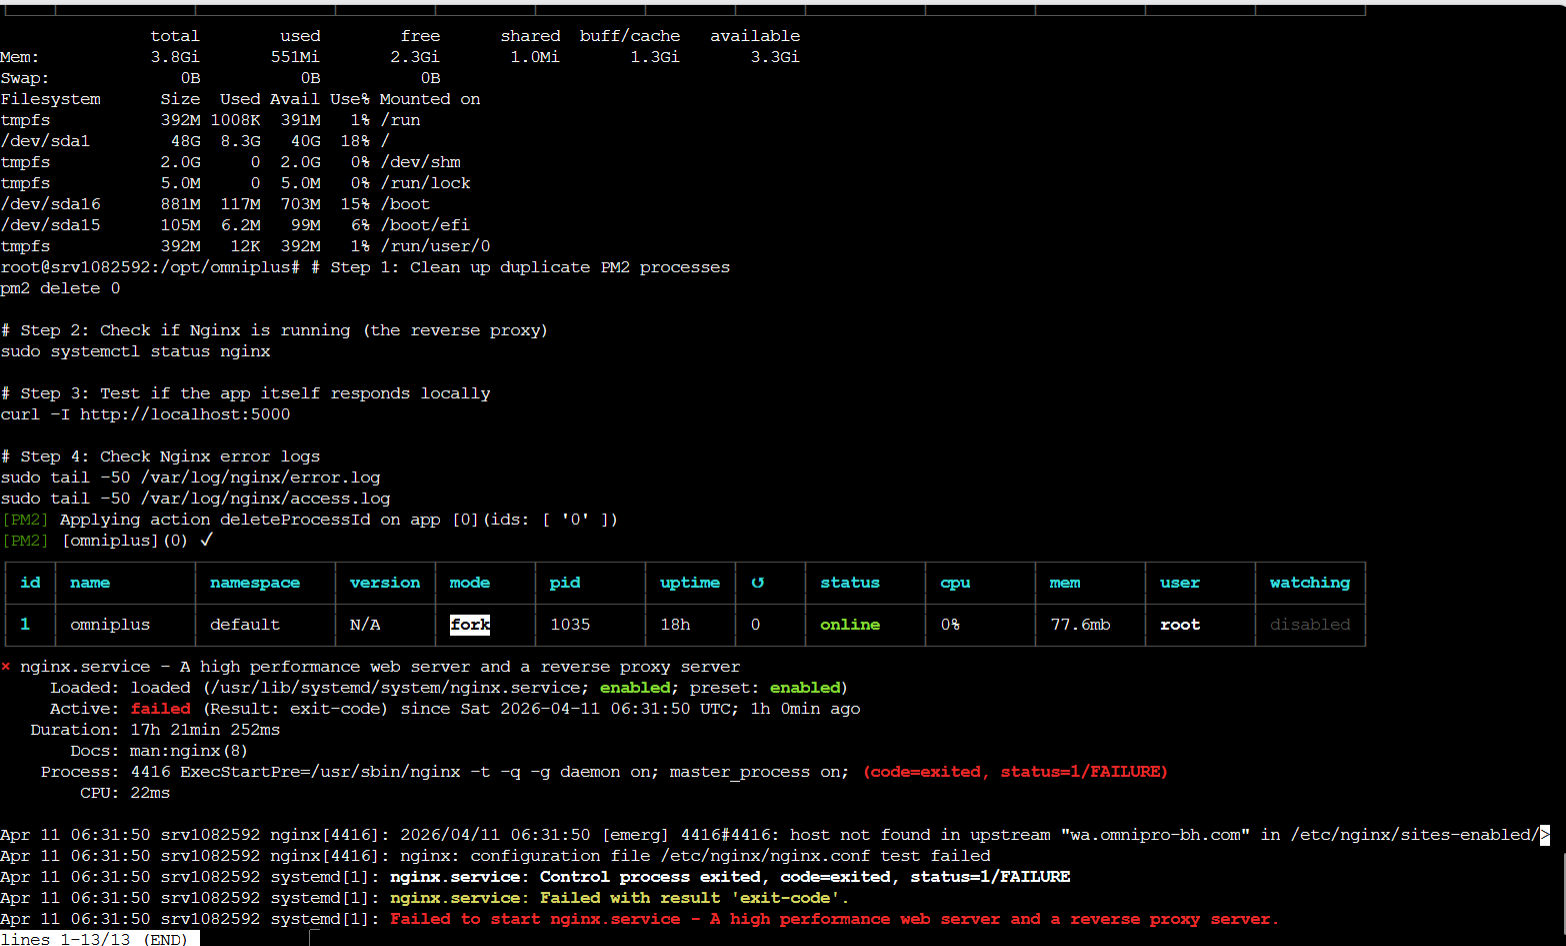 total used free shared buff/cache available
Mem: 3.8Gi 551Mi 2.3Gi 1.0Mi 1.3Gi 3.3Gi
Swap: 0B 0B 0B
Filesystem Size Used Avail Use% Mounted on
tmpfs 392M 1008K 391M 1% /run
/dev/sda1 48G 8.3G 40G 18% /
tmpfs 2.0G 0 2.0G 0% /dev/shm
tmpfs 5.0M 0 5.0M 0% /run/lock
/dev/sda16 881M 117M 703M 15% /boot
/dev/sda15 105M 6.2M 99M 6% /boot/efi
tmpfs 392M 12K 392M 1% /run/user/0
root@srv1082592:/opt/omniplus# # Step 1: Clean up duplicate PM2 processes
pm2 delete 0
# Step 2: Check if Nginx is running (the reverse proxy)
sudo systemctl status nginx
# Step 3: Test if the app itself responds locally
curl -I http://localhost:5000
# Step 4: Check Nginx error logs
sudo tail -50 /var/log/nginx/error.log
sudo tail -50 /var/log/nginx/access.log
[PM2] Applying action deleteProcessId on app [0](ids: [ '0' ])
[PM2] [omniplus](0) ✓
id name namespace version mode pid uptime ↺ status cpu mem user watching
1 omniplus default N/A fork 1035 18h 0 online 0% 77.6mb root disabled
× nginx.service - A high performance web server and a reverse proxy server
Loaded: loaded (/usr/lib/systemd/system/nginx.service; enabled; preset: enabled)
Active: failed (Result: exit-code) since Sat 2026-04-11 06:31:50 UTC; 1h 0min ago
Duration: 17h 21min 252ms
Docs: man:nginx(8)
Process: 4416 ExecStartPre=/usr/sbin/nginx -t -q -g daemon on; master_process on; (code=exited, status=1/FAILURE)
CPU: 22ms
Apr 11 06:31:50 srv1082592 nginx[4416]: 2026/04/11 06:31:50 [emerg] 4416#4416: host not found in upstream "wa.omnipro-bh.com" in /etc/nginx/sites-enabled/>
Apr 11 06:31:50 srv1082592 nginx[4416]: nginx: configuration file /etc/nginx/nginx.conf test failed
Apr 11 06:31:50 srv1082592 systemd[1]: nginx.service: Control process exited, code=exited, status=1/FAILURE
Apr 11 06:31:50 srv1082592 systemd[1]: nginx.service: Failed with result 'exit-code'.
Apr 11 06:31:50 srv1082592 systemd[1]: Failed to start nginx.service - A high performance web server and a reverse proxy server.
lines 1-13/13 (END)